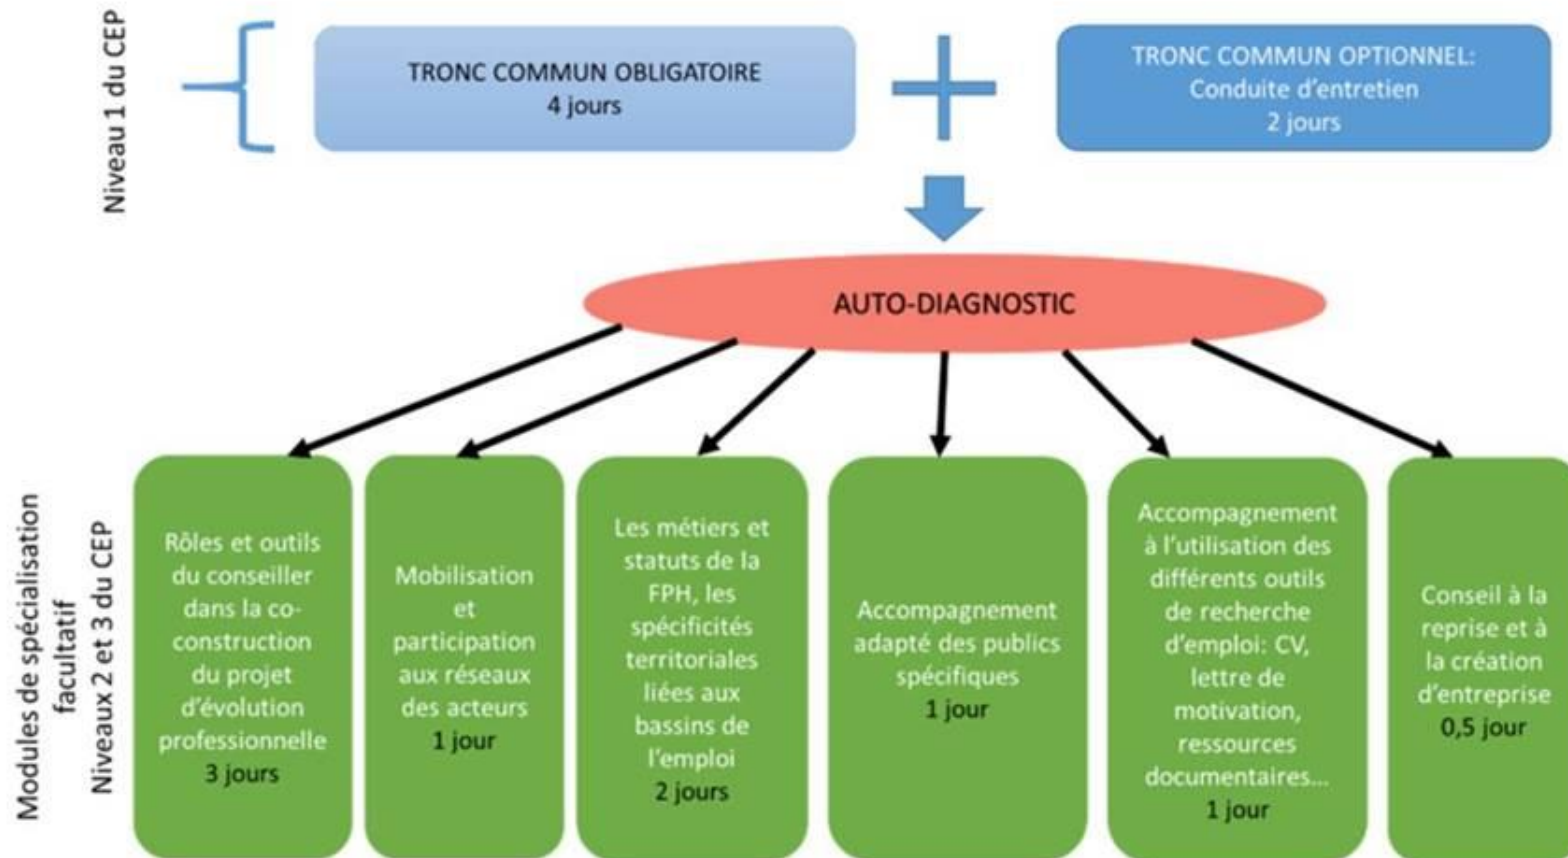 Niveau 1 du CEP
TRONC COMMUN OBLIGATOIRE
4 jours
TRONC COMMUN OPTIONNEL:
Conduite d'entretien
2 jours
AUTO-DIAGNOSTIC
Modules de spécialisation
facultatif
Niveaux 2 et 3 du CEP
Rôles et outils
du conseiller
dans la co-
construction
du projet
d'évolution
professionnelle
3 jours
Mobilisation
et
participation
aux réseaux
des acteurs
1 jour
Les métiers et
statuts de la
FPH, les
spécificités
territoriales
liées aux
bassins de
l'emploi
2 jours
Accompagnement
adapté des publics
spécifiques
1 jour
Accompagnement
à l'utilisation des
différents outils
de recherche
d'emploi: CV,
lettre de
motivation,
ressources
documentaires...
1 jour
Conseil à la
reprise et à
la création
d'entreprise
0,5 jour